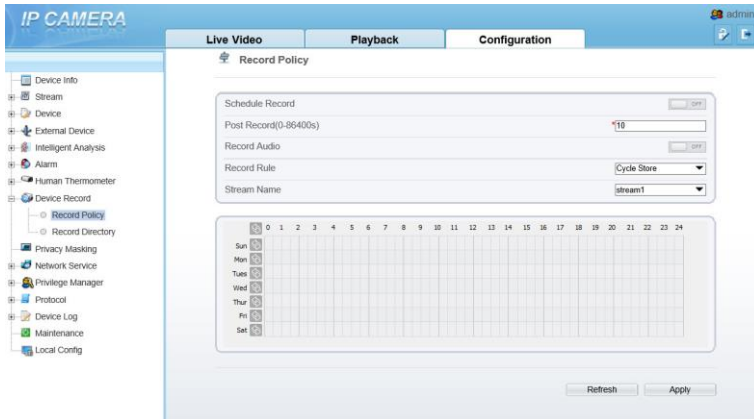 IP CAMERA
admin
Live Video Playback Configuration
Record Policy
Device Info
Stream
Device
External Device
Intelligent Analysis
Alarm
Human Thermometer
Device Record
Record Policy
Record Directory
Privacy Masking
Network Service
Privilege Manager
Protocol
Device Log
Maintenance
Local Config
Schedule Record OFF
Post Record(0-86400s) *10
Record Audio OFF
Record Rule Cycle Store
Stream Name stream1
0 1 2 3 4 5 6 7 8 9 10 11 12 13 14 15 16 17 18 19 20 21 22 23 24
Sun
Mon
Tues
Wed
Thur
Fri
Sat
Refresh Apply